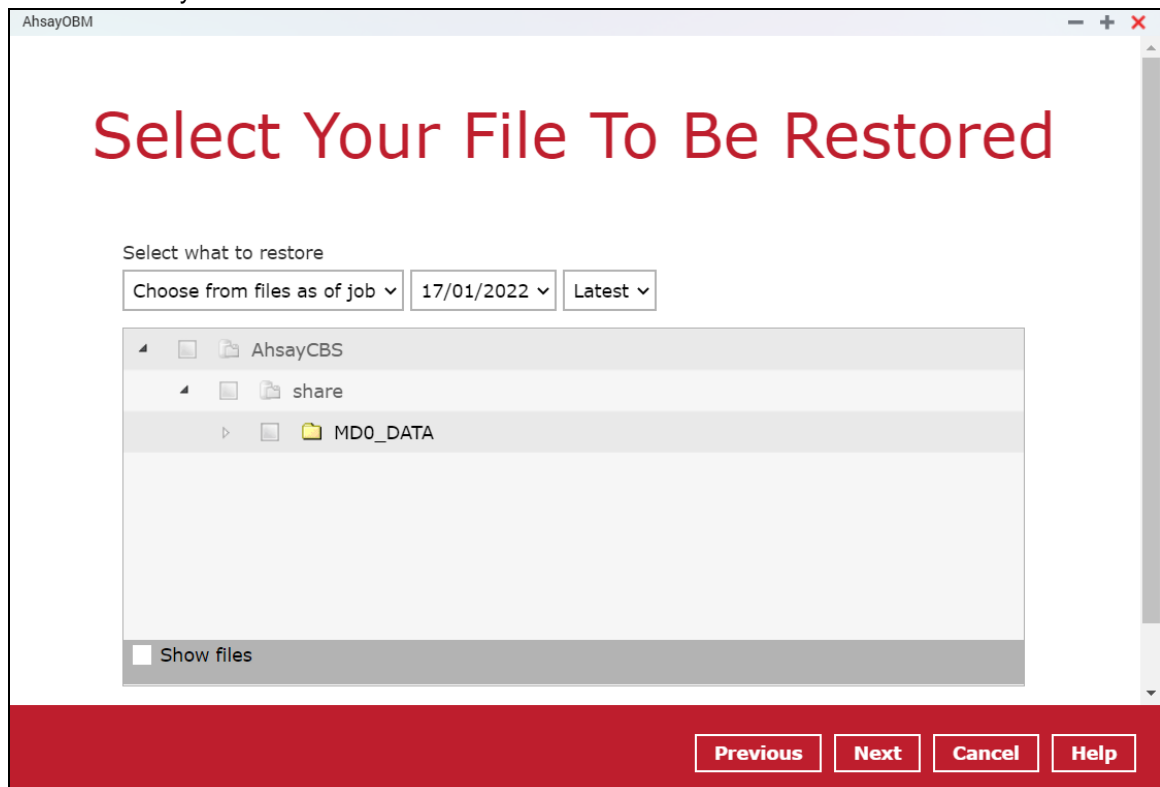 AhsayOBM
Select Your File To Be Restored
Select what to restore
Choose from files as of job 17/01/2022 Latest
AhsayCBS
share
MD0_DATA
Show files
Previous Next Cancel Help